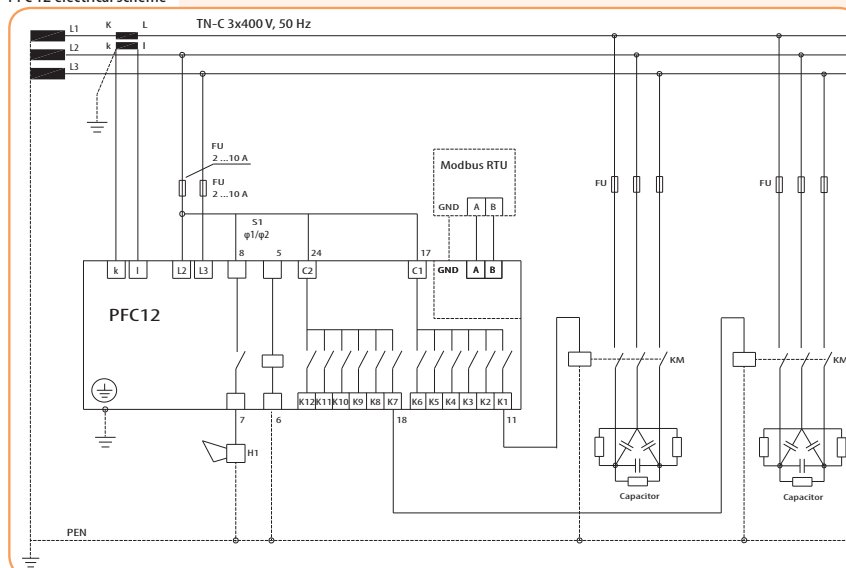 PFC 12 electrical scheme
TN-C 3x400 V, 50 Hz
L1 K L
L2 k l
L3
FU
2 ...10 A
FU
2 ...10 A
Modbus RTU
GND A B
FU
FU
S1
φ1/φ2
8 5 24 17
k l L2 L3 C2 C1 GND A B
PFC12
KM
KM
K12 K11 K10 K9 K8 K7 K6 K5 K4 K3 K2 K1
7 6 18 11
H1
Capacitor
Capacitor
PEN